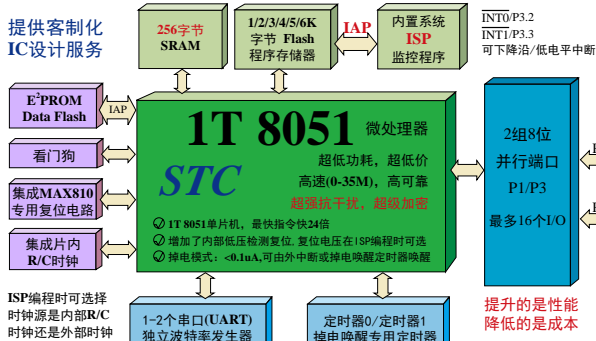 提供客制化
IC设计服务
256字节
SRAM
1/2/3/4/5/6K
字节 Flash
程序存储器
IAP
内置系统
ISP
监控程序
INT0/P3.2
INT1/P3.3
可下降沿/低电平中断
E²PROM
Data Flash
IAP
看门狗
集成MAX810
专用复位电路
集成片内
R/C时钟
1T 8051 微处理器
STC
超低功耗，超低价
高速(0-35M)，高可靠
超强抗干扰，超级加密
1T 8051单片机，最快指令快24倍
增加了内部低压检测复位, 复位电压在ISP编程时可选
掉电模式：<0.1uA,可由外中断或掉电唤醒定时器唤醒
2组8位
并行端口
P1/P3
最多16个I/O
ISP编程时可选择
时钟源是内部R/C
时钟还是外部时钟
1-2个串口(UART)
独立波特率发生器
定时器0/定时器1
掉电唤醒专用定时器
提升的是性能
降低的是成本